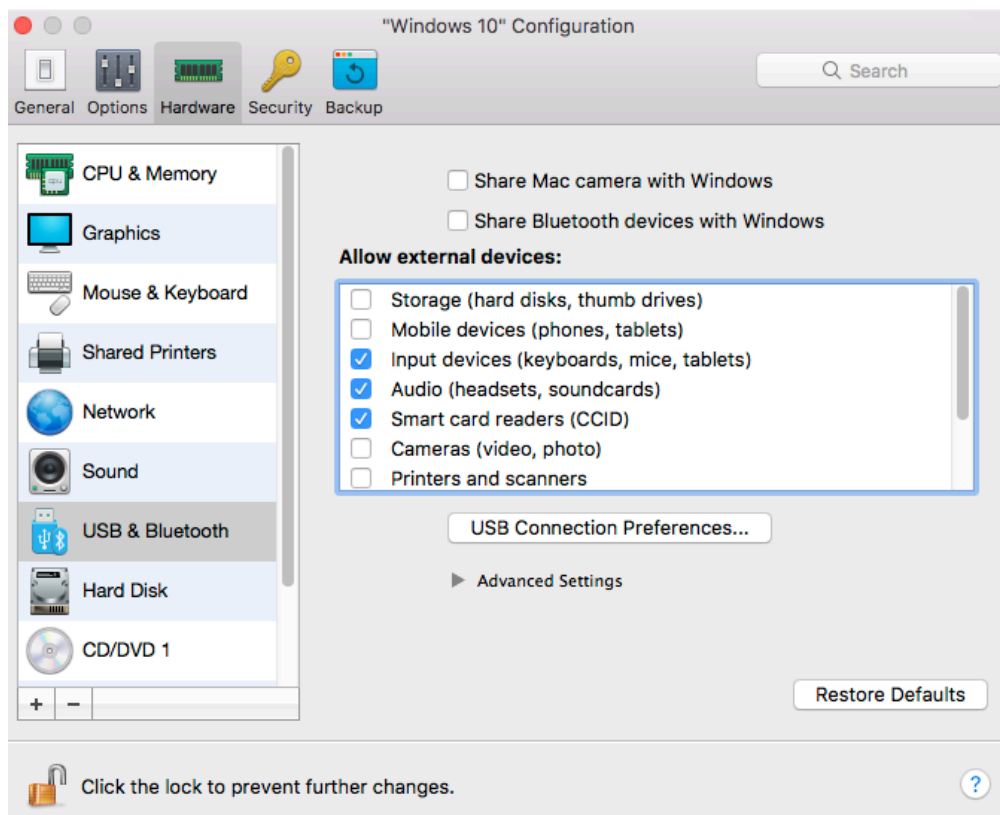 "Windows 10" Configuration
General Options Hardware Security Backup
Search
CPU & Memory
Graphics
Mouse & Keyboard
Shared Printers
Network
Sound
USB & Bluetooth
Hard Disk
CD/DVD 1
+ −
Share Mac camera with Windows
Share Bluetooth devices with Windows
Allow external devices:
Storage (hard disks, thumb drives)
Mobile devices (phones, tablets)
Input devices (keyboards, mice, tablets)
Audio (headsets, soundcards)
Smart card readers (CCID)
Cameras (video, photo)
Printers and scanners
USB Connection Preferences...
Advanced Settings
Restore Defaults
Click the lock to prevent further changes.
?